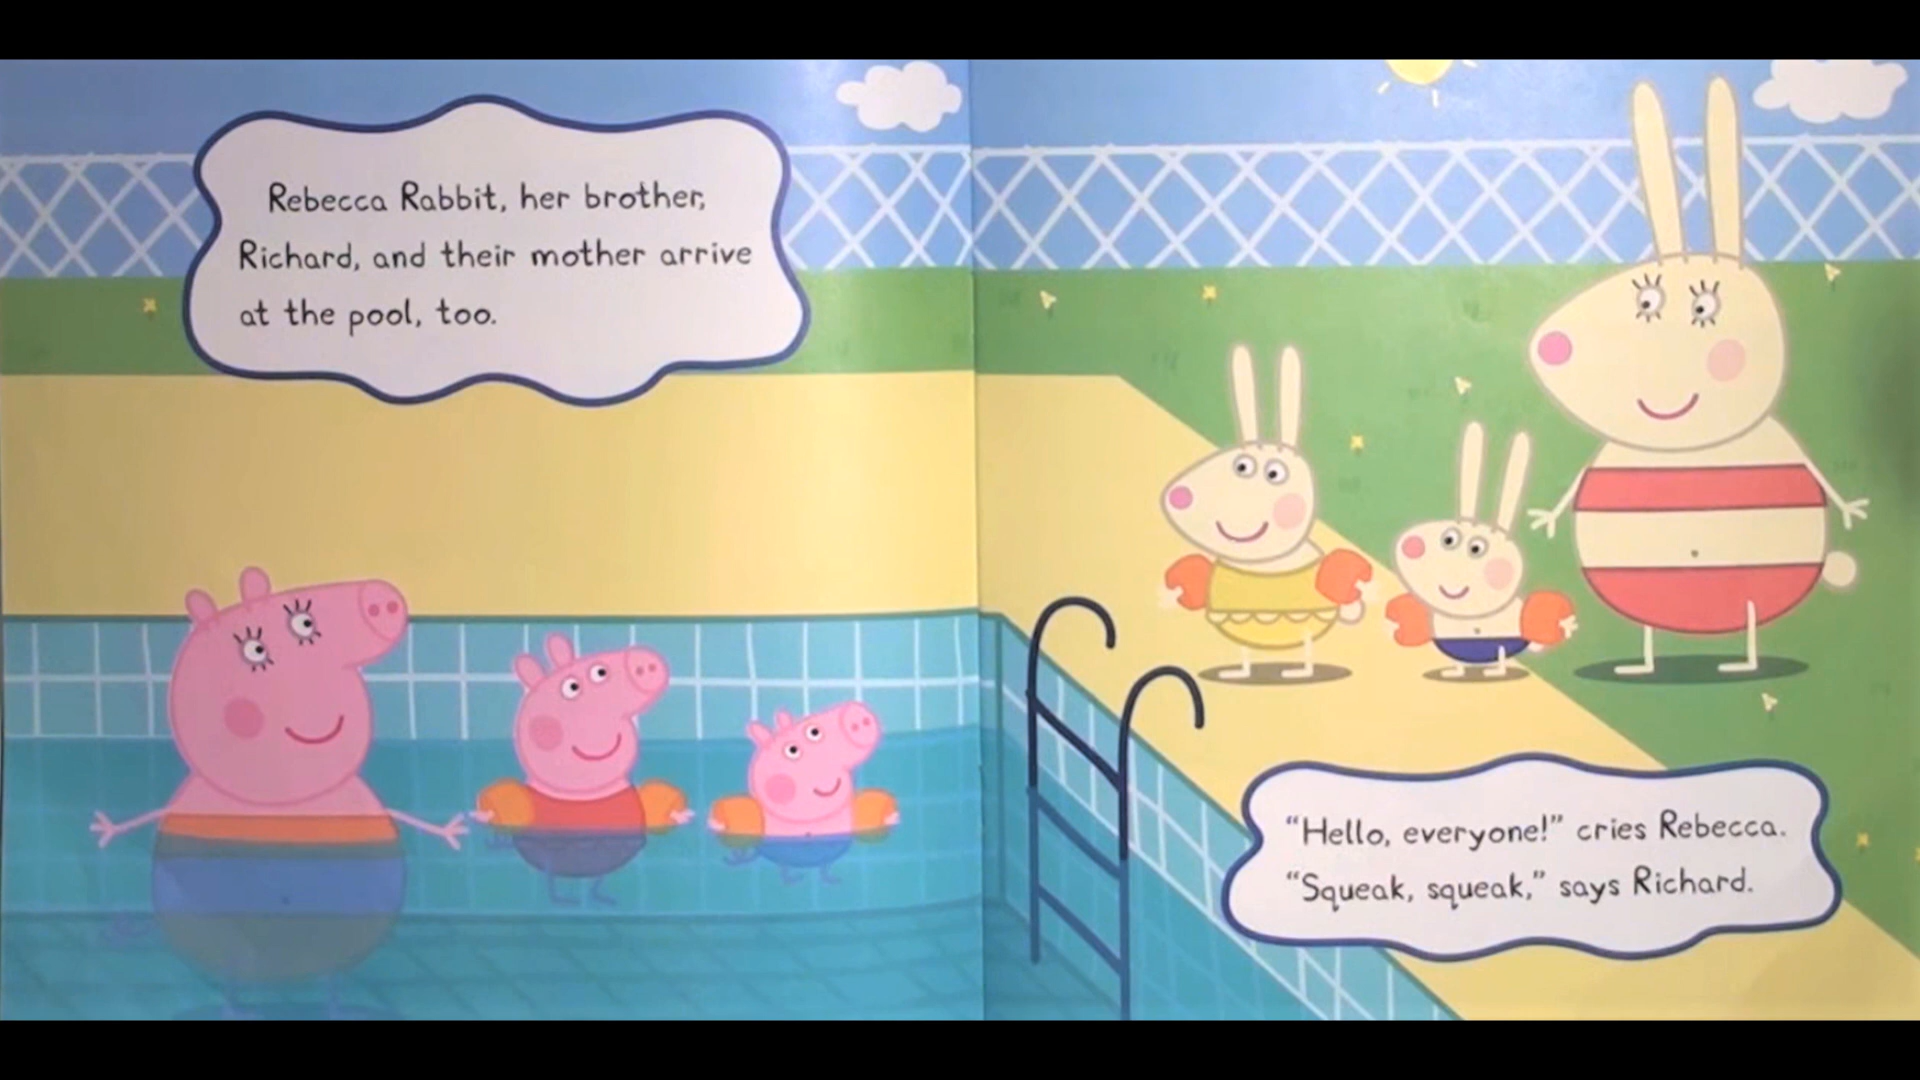 Rebecca Rabbit, her brother,
Richard, and their mother arrive
at the pool, too.
“Hello, everyone!” cries Rebecca.
“Squeak, squeak,” says Richard.